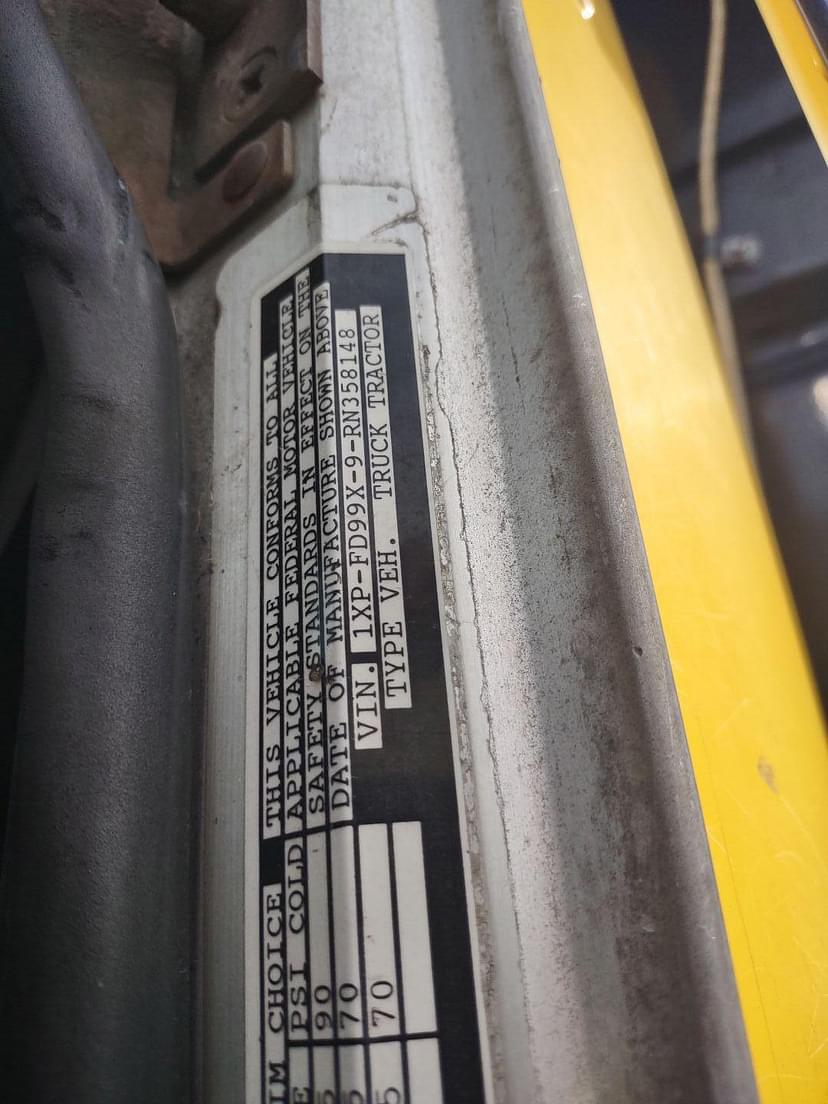 THIS VEHICLE CONFORMS TO ALL
APPLICABLE FEDERAL MOTOR VEHICLE
SAFETY STANDARDS IN EFFECT ON THE
DATE OF MANUFACTURE SHOWN ABOVE
VIN. 1XP-FD99X-9-RN358148
TYPE VEH. TRUCK TRACTOR
CHOICE
PSI COLD
90
70
70